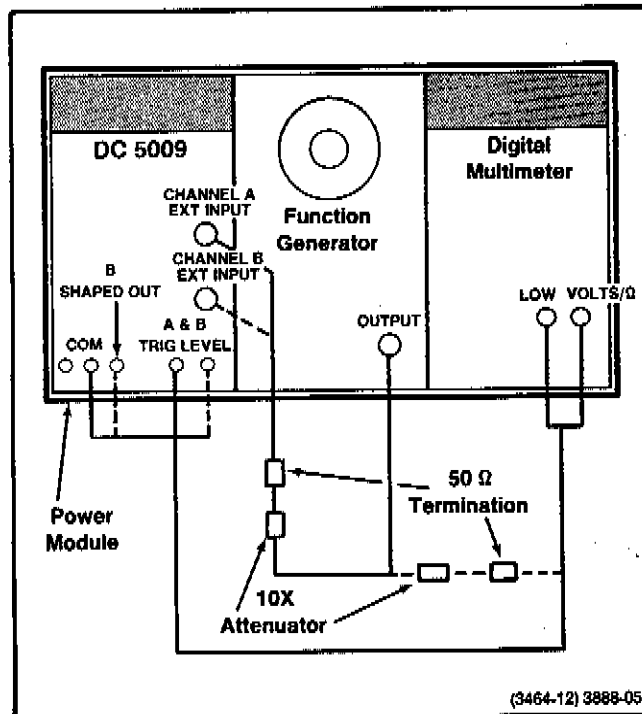 DC 5009
Digital
Multimeter
CHANNEL A
EXT INPUT
Function
Generator
CHANNEL B
EXT INPUT
B
SHAPED OUT
LOW
VOLTS/Ω
OUTPUT
A & B
COM
TRIG LEVEL
50 Ω
Termination
Power
Module
10X
Attenuator
(3464-12) 3888-05